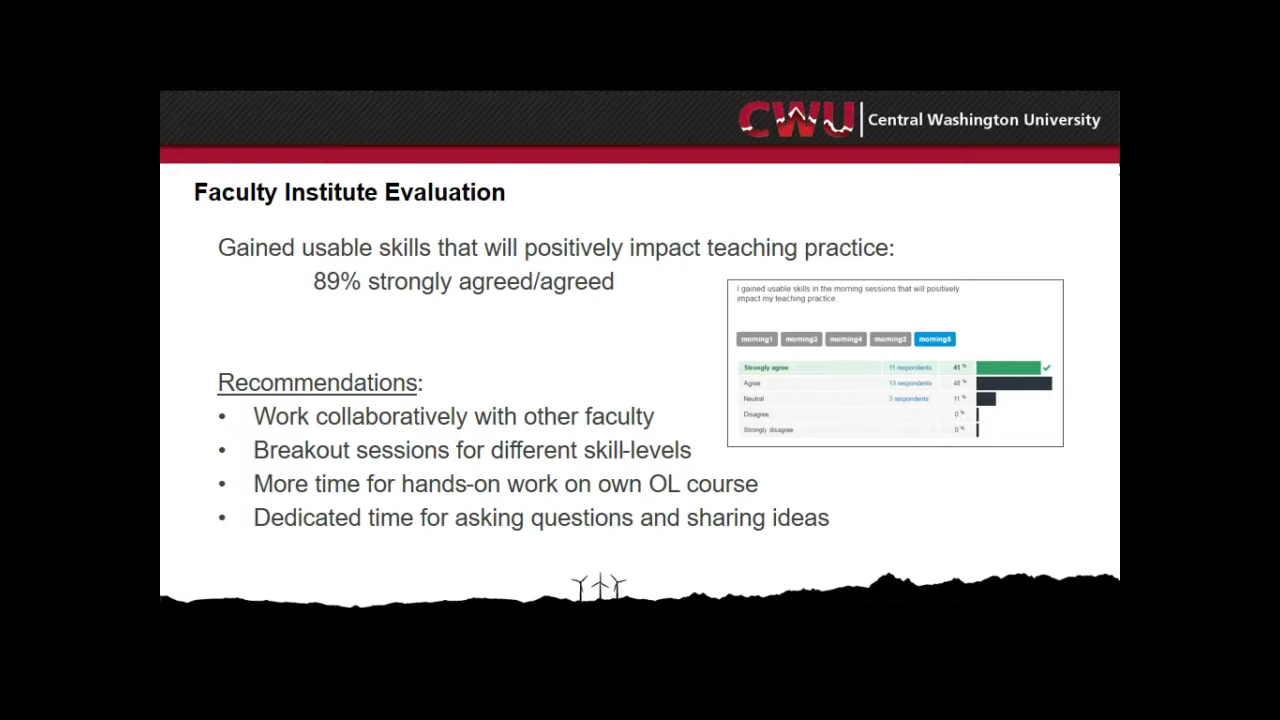 CWU Central Washington University
Faculty Institute Evaluation
Gained usable skills that will positively impact teaching practice:
89% strongly agreed/agreed
I gained usable skills in the morning sessions that will positively
impact my teaching practice.
morning1 morning3 morning4 morning2 morning5
Strongly agree 11 respondents 41 %
Agree 13 respondents 48 %
Neutral 3 respondents 11 %
Disagree 0 %
Strongly disagree 0 %
Recommendations:
• Work collaboratively with other faculty
• Breakout sessions for different skill-levels
• More time for hands-on work on own OL course
• Dedicated time for asking questions and sharing ideas